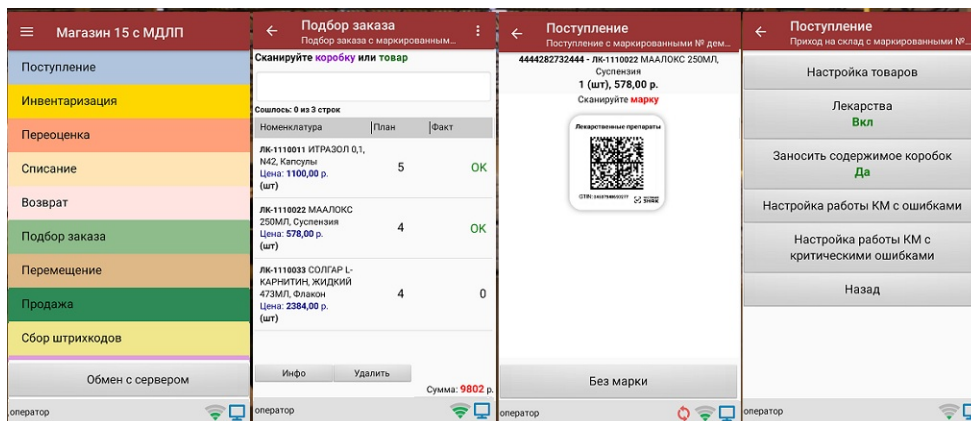 Магазин 15 с МДЛП
Поступление
Инвентаризация
Переоценка
Списание
Возврат
Подбор заказа
Перемещение
Продажа
Сбор штрихкодов
Обмен с сервером
оператор
Подбор заказа
Подбор заказа с маркированным...
Сканируйте коробку или товар
Сошлось: 0 из 3 строк
Номенклатура План Факт
ЛК-1110011 ИТРАЗОЛ 0,1,
N42, Капсулы
Цена: 1100,00 р.
(шт)
5 OK
ЛК-1110022 МААЛОКС
250МЛ, Суспензия
Цена: 578,00 р.
(шт)
4 OK
ЛК-1110033 СОЛГАР L-
КАРНИТИН, ЖИДКИЙ
473МЛ, Флакон
Цена: 2384,00 р.
(шт)
4 0
Инфо Удалить
Сумма: 9802 р.
оператор
Поступление
Поступление с маркированными № дем...
4444282732444 - ЛК-1110022 МААЛОКС 250МЛ,
Суспензия
1 (шт), 578,00 р.
Сканируйте марку
Лекарственные препараты
GTIN:
Без марки
оператор
Поступление
Приход на склад с маркированными №...
Настройка товаров
Лекарства
Вкл
Заносить содержимое коробок
Да
Настройка работы КМ с ошибками
Настройка работы КМ с
критическими ошибками
Назад
оператор